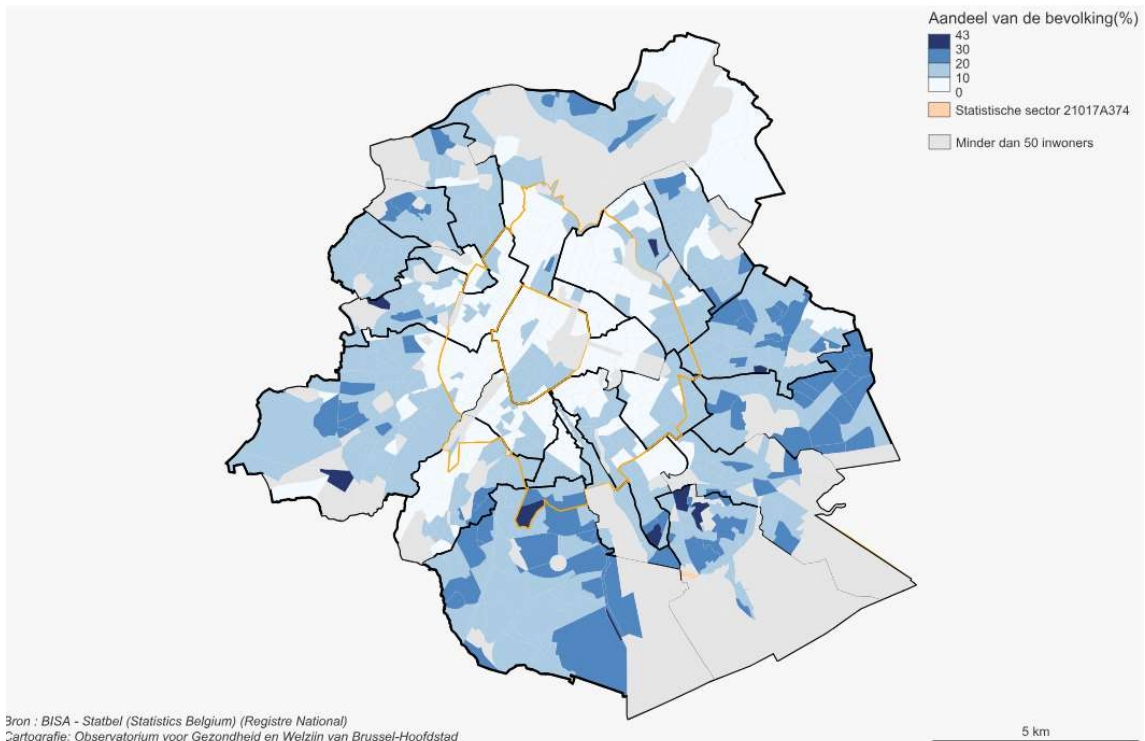 Aandeel van de bevolking(%)
43
30
20
10
0
Statistische sector 21017A374
Minder dan 50 inwoners
Bron : BISA - Statbel (Statistics Belgium) (Registre National)
Cartografie: Observatorium voor Gezondheid en Welzijn van Brussel-Hoofdstad
5 km